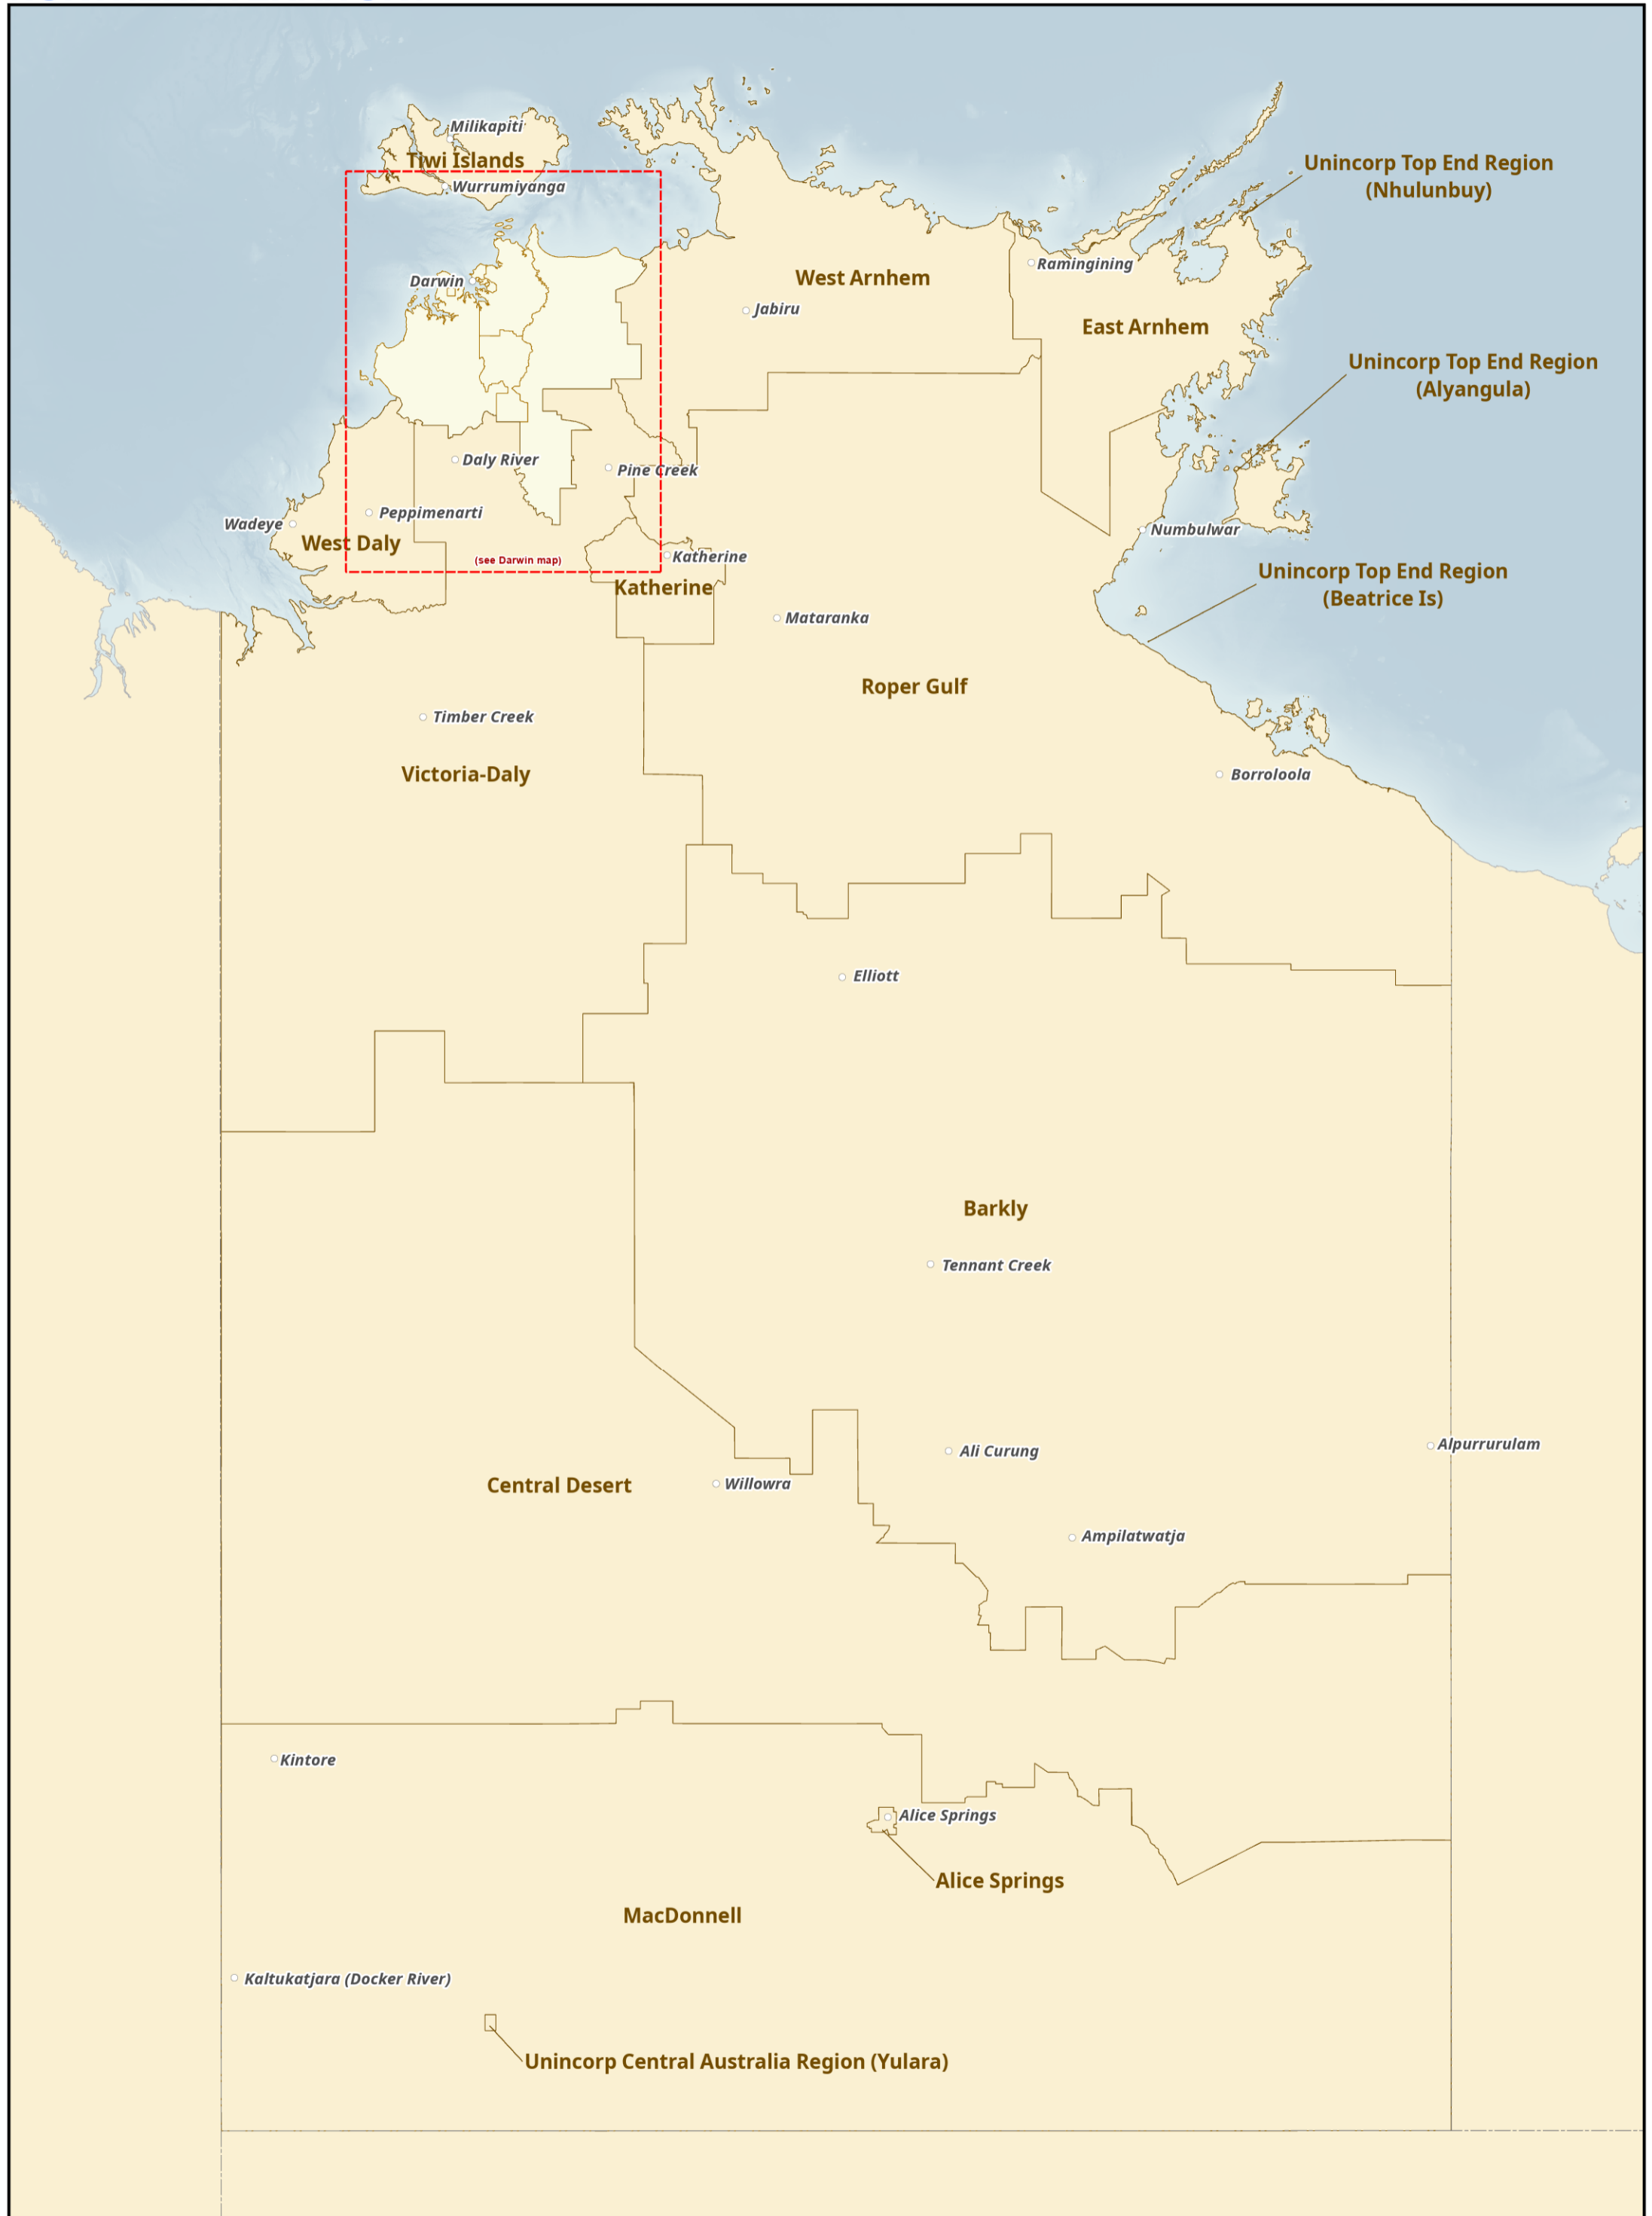 Milikapiti
Tiwi Islands
Wurrumiyanga
Unincorp Top End Region
(Nhulunbuy)
Darwin
West Arnhem
Ramingining
Jabiru
East Arnhem
Unincorp Top End Region
(Alyangula)
Daly River
Pine Creek
Peppimenarti
Wadeye
West Daly
Numbulwar
(see Darwin map)
Katherine
Katherine
Unincorp Top End Region
(Beatrice Is)
Mataranka
Roper Gulf
Timber Creek
Victoria-Daly
Borroloola
Elliott
Barkly
Tennant Creek
Ali Curung
Alpurrurulam
Central Desert
Willowra
Ampilatwatja
Kintore
Alice Springs
Alice Springs
MacDonnell
Kaltukatjara (Docker River)
Unincorp Central Australia Region (Yulara)